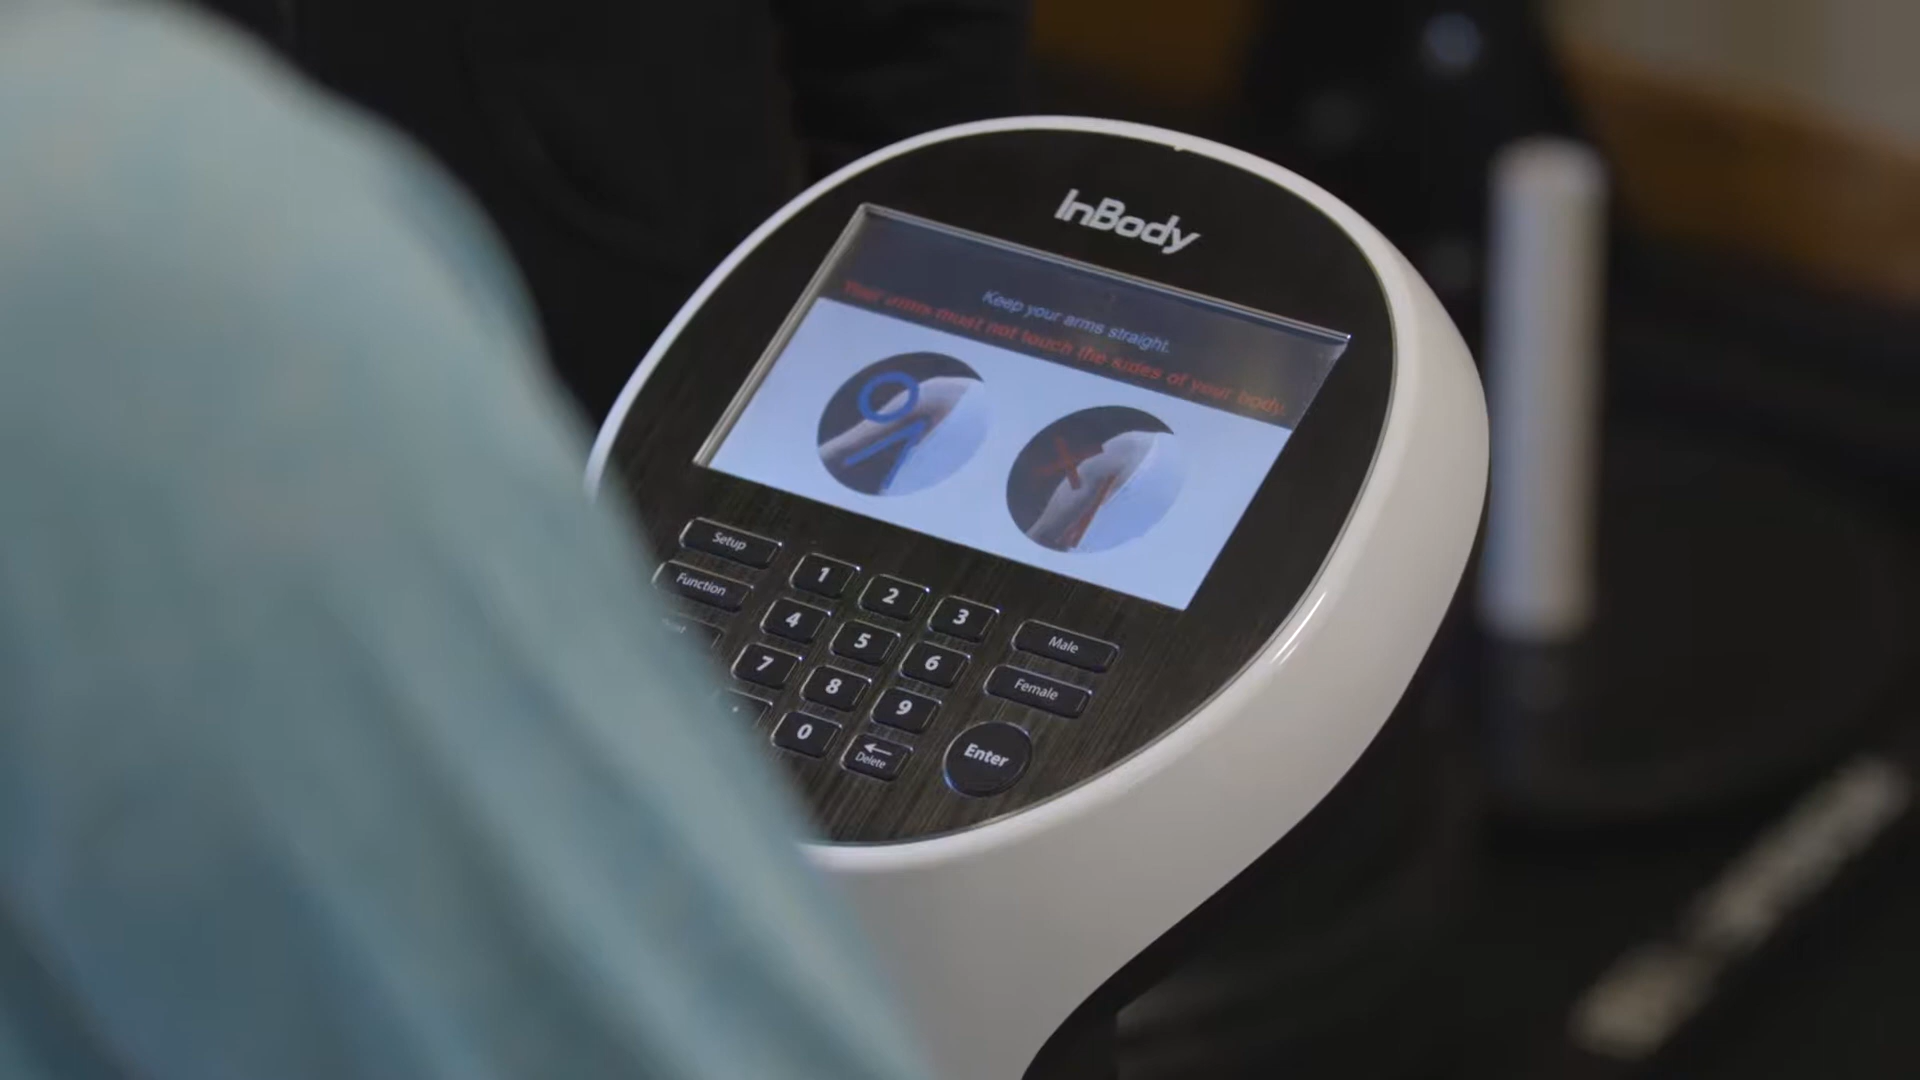 InBody
Keep your arms straight.
Your arms must not touch the sides of your body.
Setup
Function
1
2
3
4
5
6
7
8
9
0
Delete
Male
Female
Enter